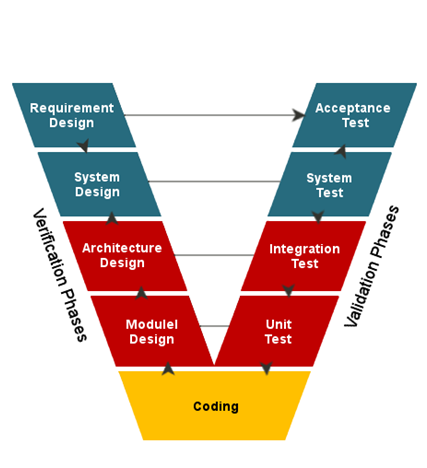 Requirement
Design
Acceptance
Test
System
Design
System
Test
Architecture
Design
Integration
Test
Modulel
Design
Unit
Test
Coding
Verification Phases
Validation Phases